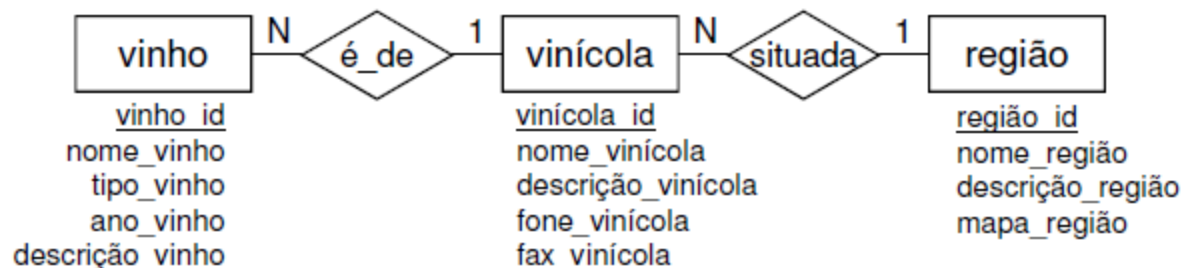 vinho N é_de 1 vinícola N situada 1 região
vinho_id
nome_vinho
tipo_vinho
ano_vinho
descrição_vinho
vinícola_id
nome_vinícola
descrição_vinícola
fone_vinícola
fax_vinícola
região_id
nome_região
descrição_região
mapa_região